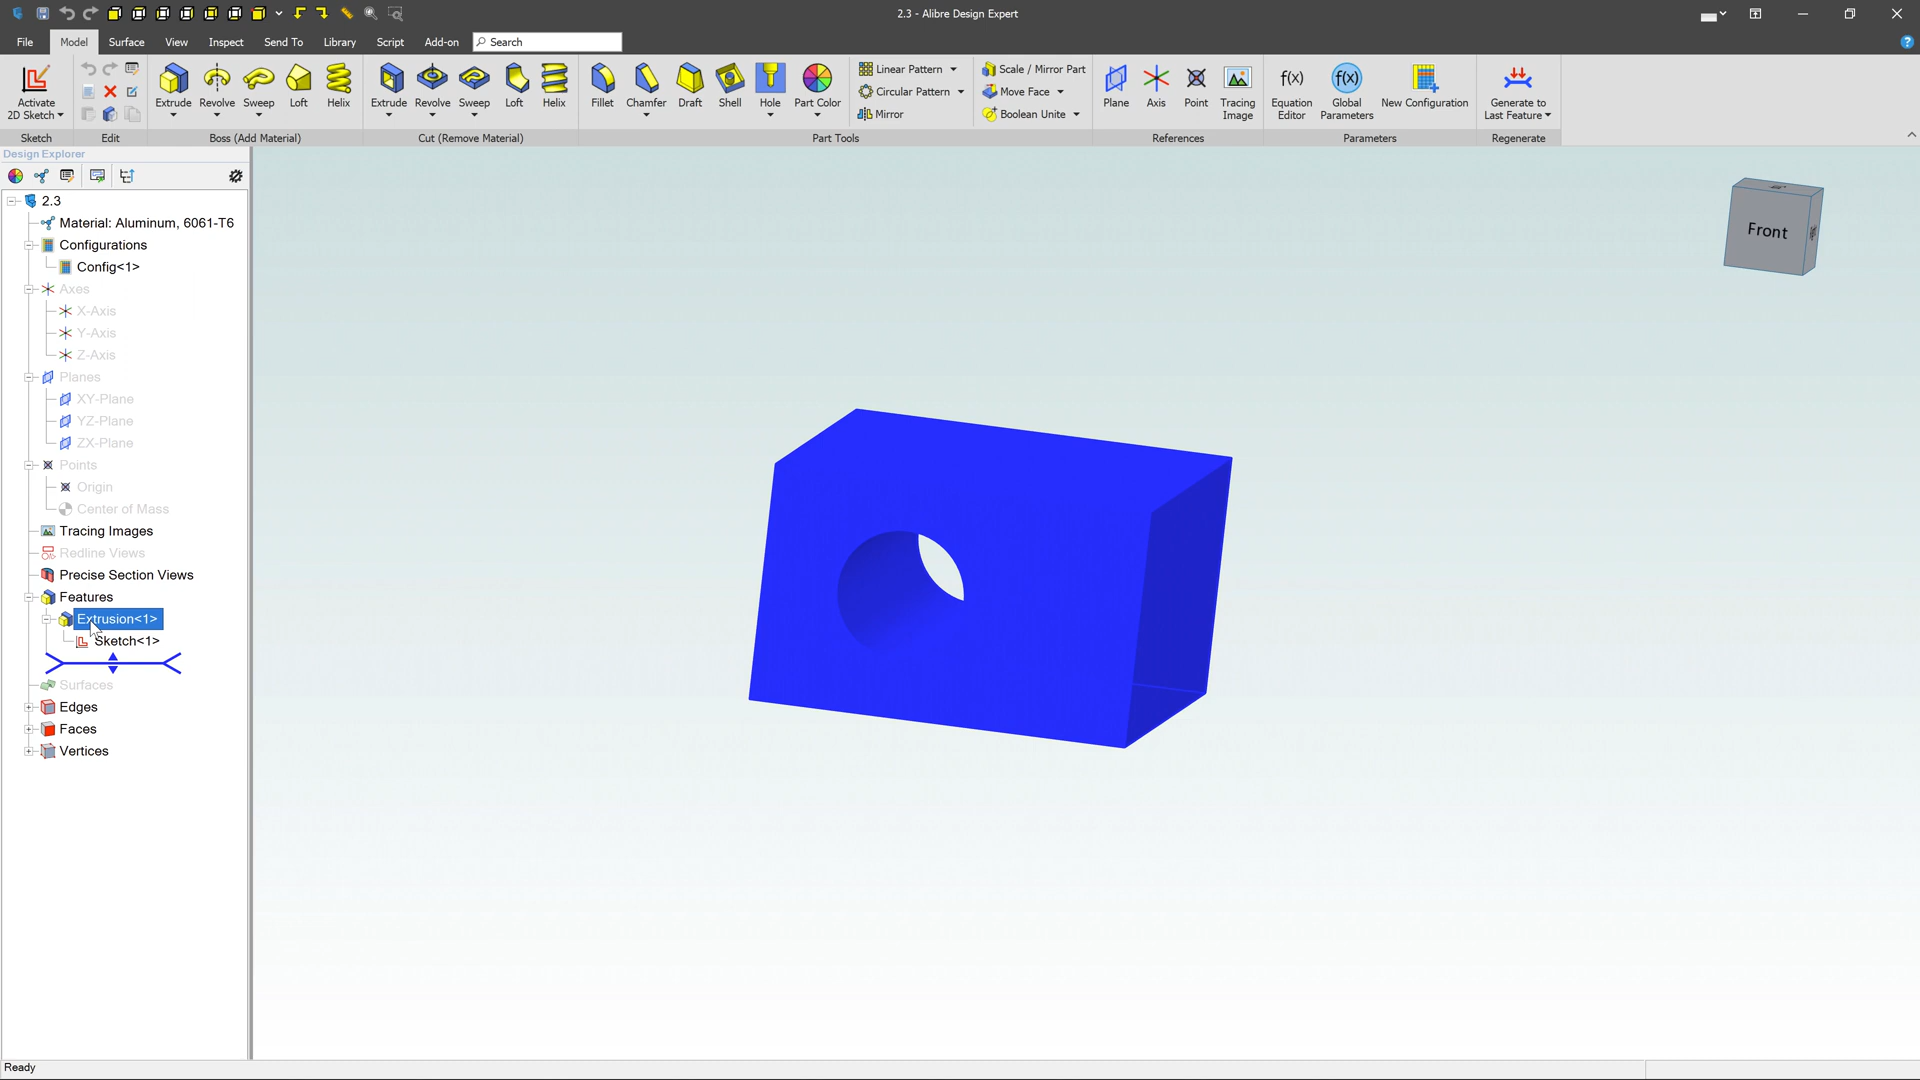 2.3 - Alibre Design Expert
File Model Surface View Inspect Send To Library Script Add-on Search
Activate 2D Sketch
Sketch
Edit
Extrude Revolve Sweep Loft Helix
Boss (Add Material)
Extrude Revolve Sweep Loft Helix
Cut (Remove Material)
Fillet Chamfer Draft Shell Hole Part Color
Linear Pattern
Circular Pattern
Mirror
Scale / Mirror Part
Move Face
Boolean Unite
Part Tools
Plane Axis Point Tracing Image
References
f(x) Equation Editor
f(x) Global Parameters
New Configuration
Parameters
Generate to Last Feature
Regenerate
Design Explorer
2.3
Material: Aluminum, 6061-T6
Configurations
Config<1>
Axes
X-Axis
Y-Axis
Z-Axis
Planes
XY-Plane
YZ-Plane
ZX-Plane
Points
Origin
Center of Mass
Tracing Images
Redline Views
Precise Section Views
Features
Extrusion<1>
Sketch<1>
Surfaces
Edges
Faces
Vertices
Front
Ready